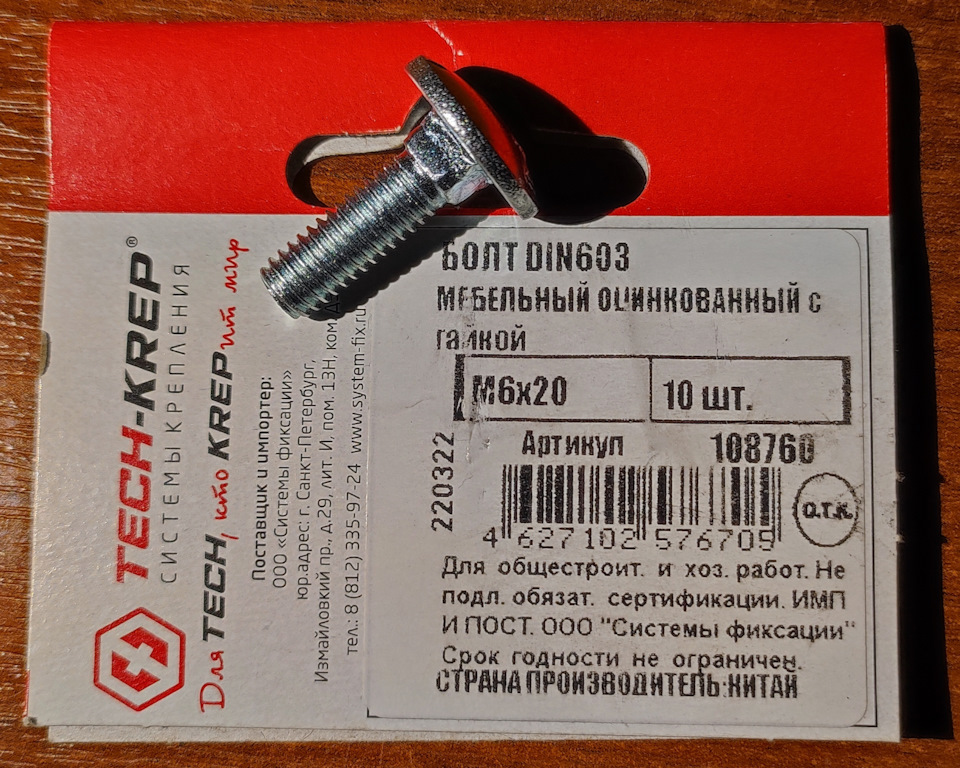 TECH-KREP®
СИСТЕМЫ КРЕПЛЕНИЯ
Для TECH, кто KREPит мир
Поставщик и импортер:
ООО «Системы фиксации»
юр.адрес: г. Санкт-Петербург,
Измайловкий пр., д.29, лит. И, пом. 13Н, ком.
тел.: 8 (812) 335-97-24 www.system-fix.ru
БОЛТ DIN603
МЕБЕЛЬНЫЙ ОЦИНКОВАННЫЙ с
гайкой
М6х20
10 шт.
Артикул 108760
220322
4 627102 576709
О.Т.К.
Для общестроит. и хоз. работ. Не
подл. обязат. сертификации. ИМП
И ПОСТ. ООО "Системы фиксации"
Срок годности не ограничен.
СТРАНА ПРОИЗВОДИТЕЛЬ:КИТАЙ